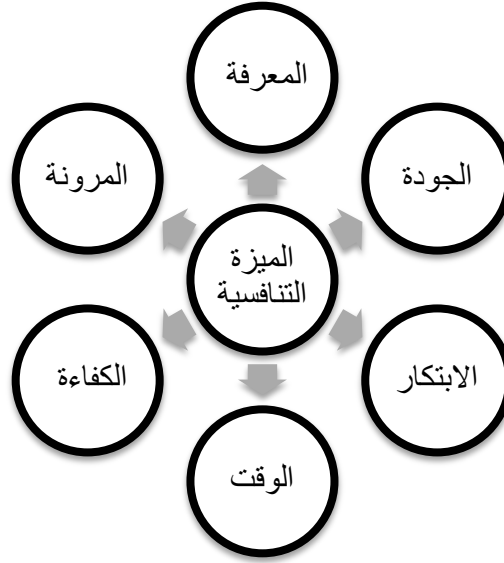 المعرفة
الجودة
المرونة
الميزة
التنافسية
الابتكار
الكفاءة
الوقت